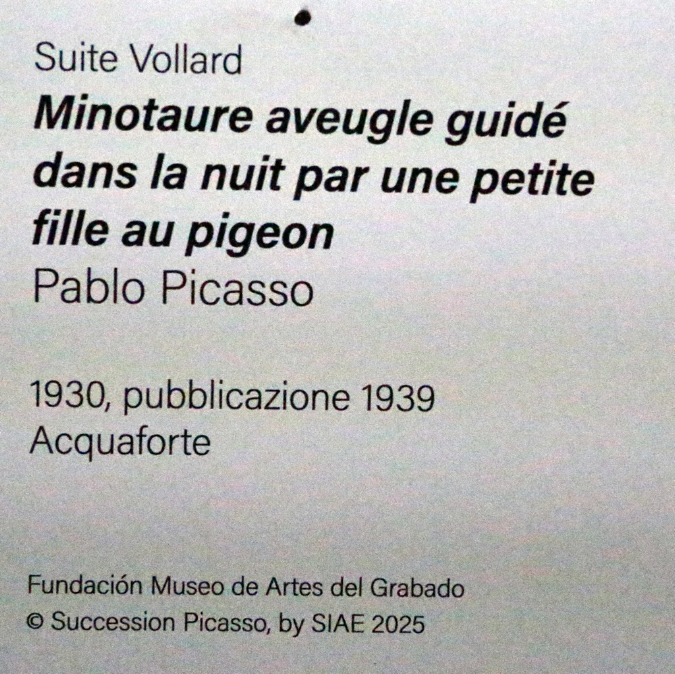 Suite Vollard
Minotaure aveugle guidé
dans la nuit par une petite
fille au pigeon
Pablo Picasso
1930, pubblicazione 1939
Acquaforte
Fundación Museo de Artes del Grabado
© Succession Picasso, by SIAE 2025